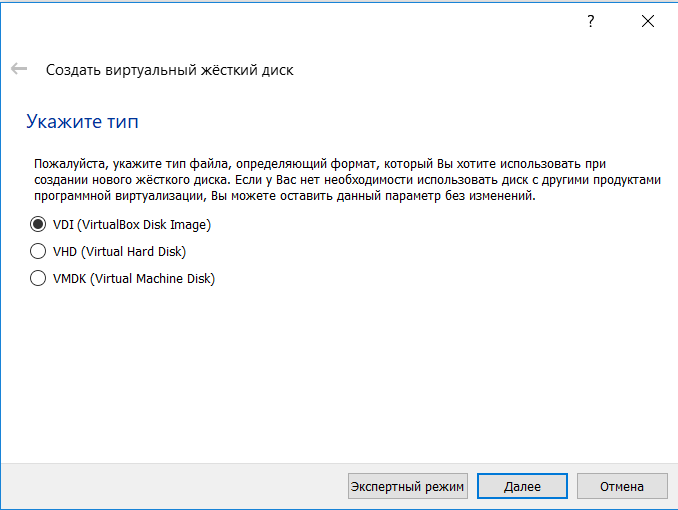 ?
Создать виртуальный жёсткий диск
Укажите тип
Пожалуйста, укажите тип файла, определяющий формат, который Вы хотите использовать при
создании нового жёсткого диска. Если у Вас нет необходимости использовать диск с другими продуктами
программной виртуализации, Вы можете оставить данный параметр без изменений.
VDI (VirtualBox Disk Image)
VHD (Virtual Hard Disk)
VMDK (Virtual Machine Disk)
Экспертный режим Далее Отмена